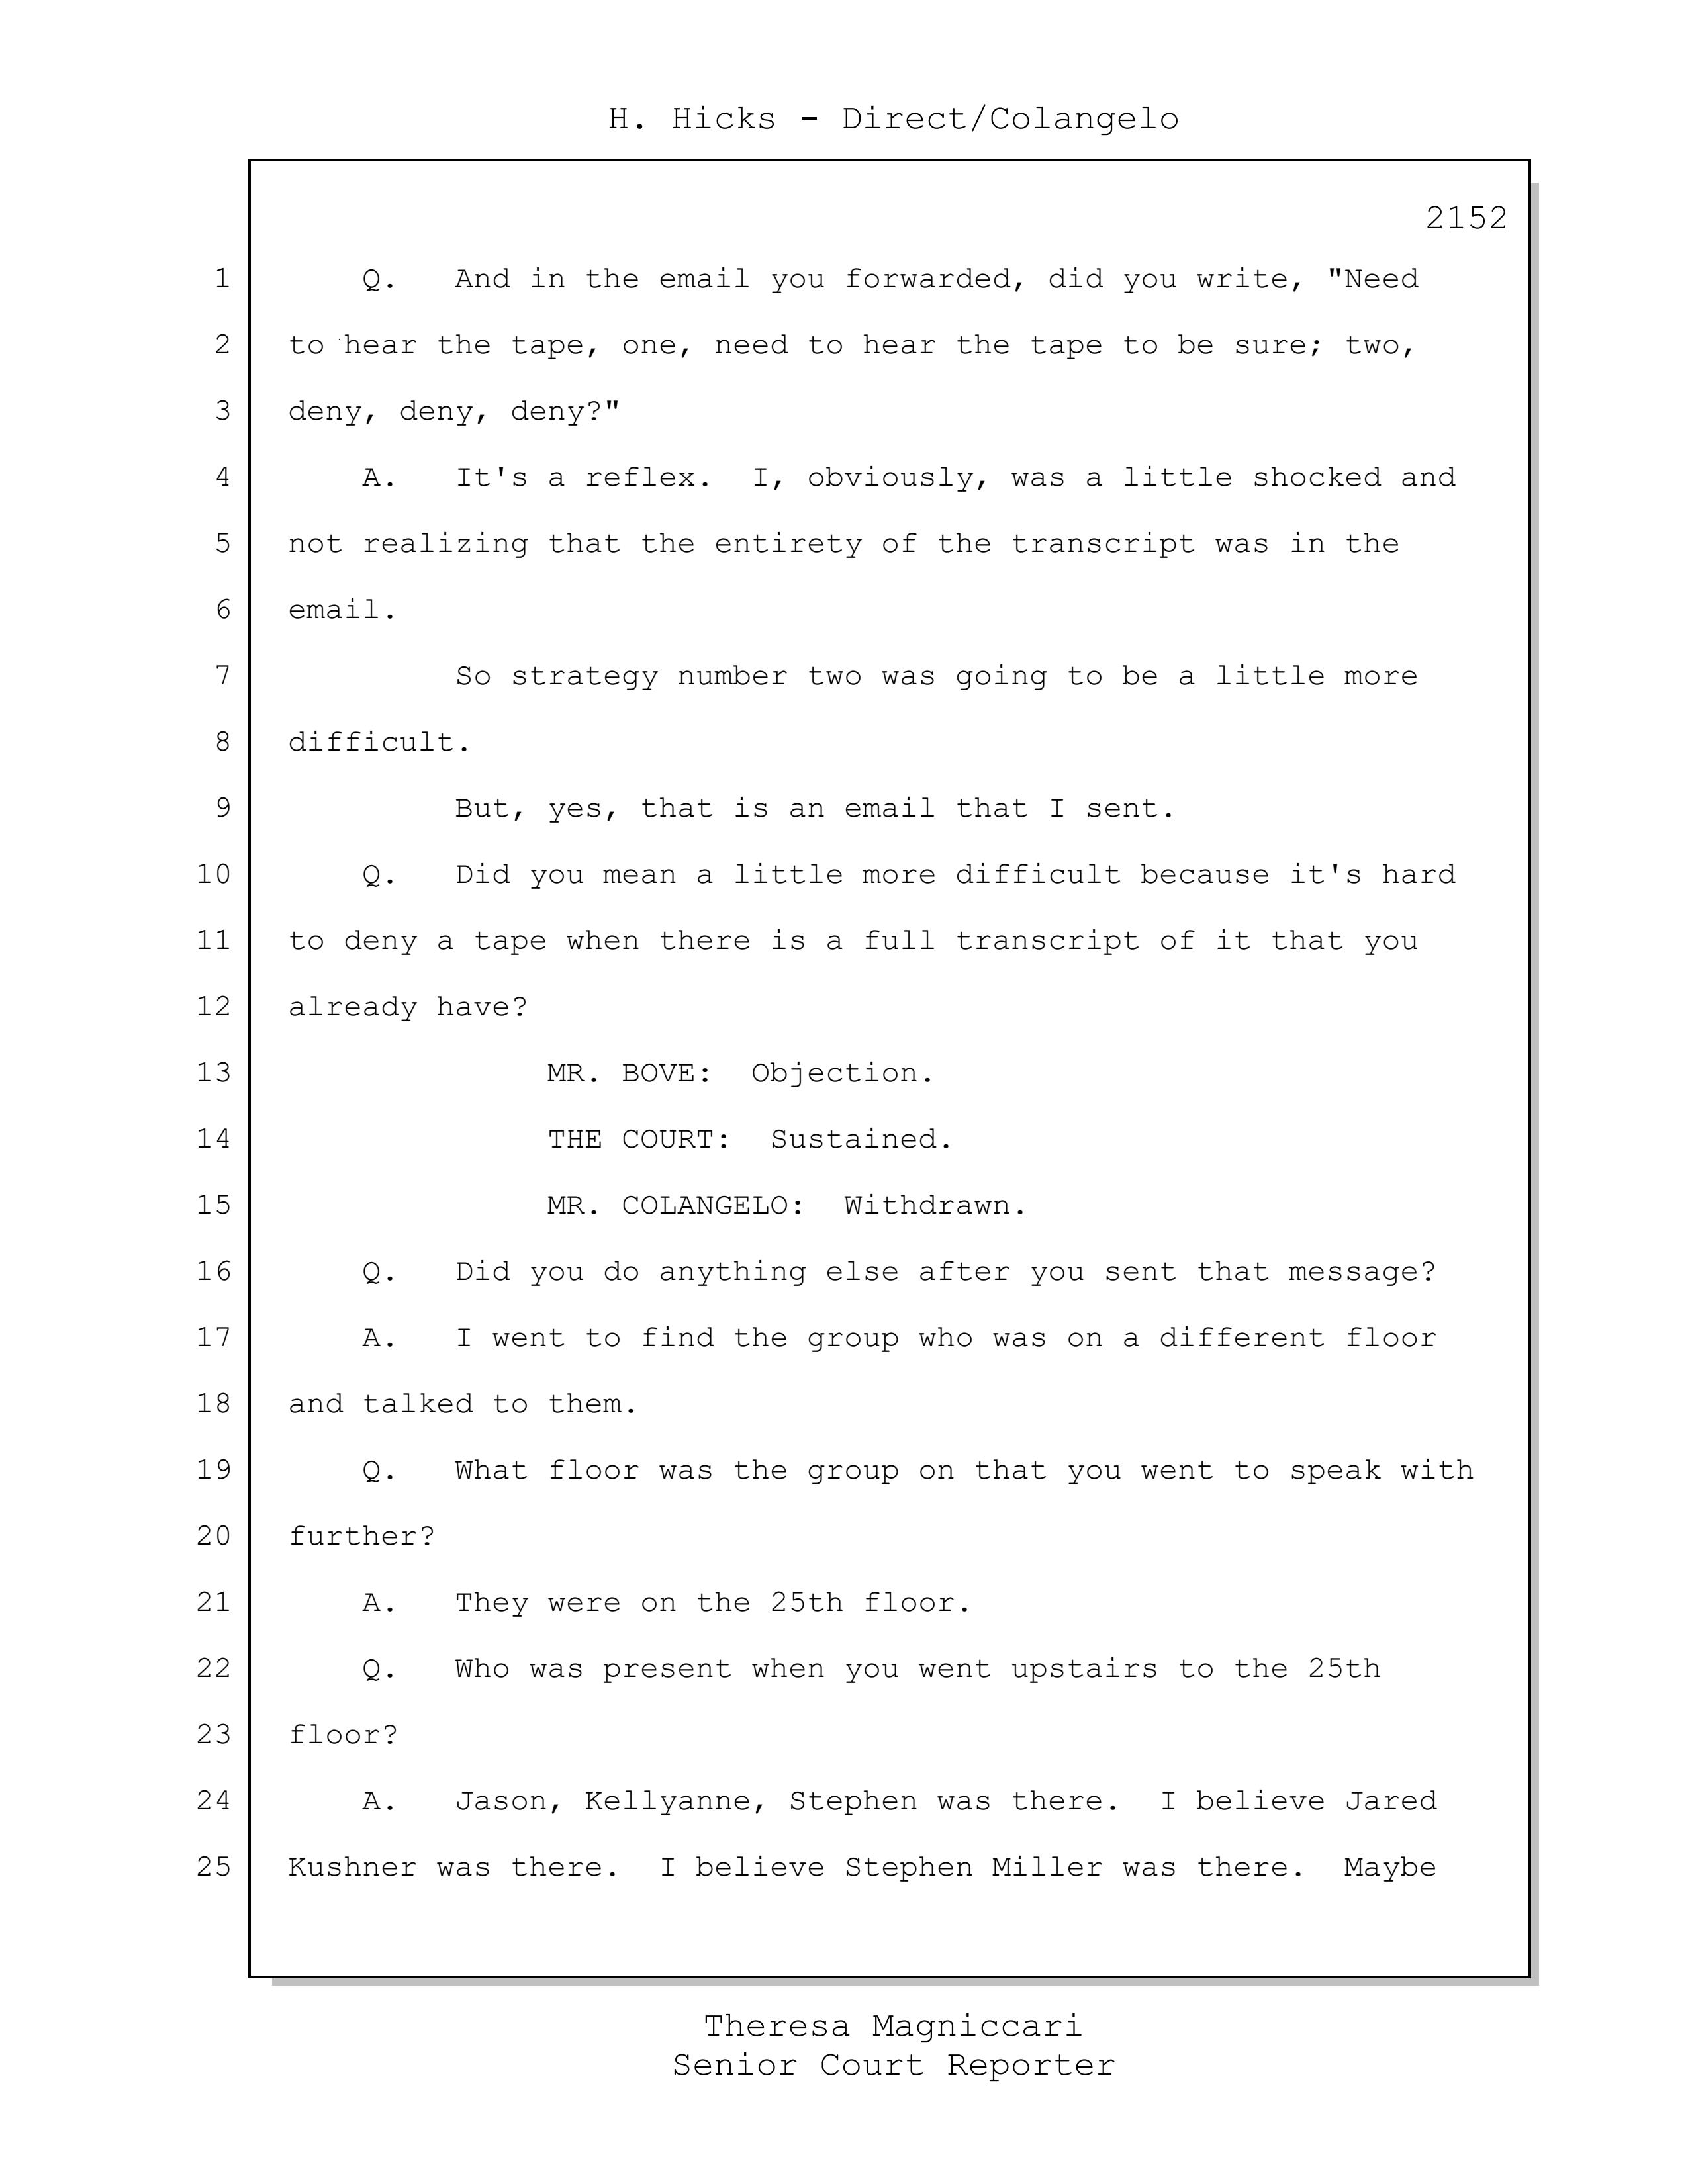 H. Hicks - Direct/Colangelo
2152
1 Q. And in the email you forwarded, did you write, "Need
2 to hear the tape, one, need to hear the tape to be sure; two,
3 deny, deny, deny?"
4 A. It's a reflex. I, obviously, was a little shocked and
5 not realizing that the entirety of the transcript was in the
6 email.
7 So strategy number two was going to be a little more
8 difficult.
9 But, yes, that is an email that I sent.
10 Q. Did you mean a little more difficult because it's hard
11 to deny a tape when there is a full transcript of it that you
12 already have?
13 MR. BOVE: Objection.
14 THE COURT: Sustained.
15 MR. COLANGELO: Withdrawn.
16 Q. Did you do anything else after you sent that message?
17 A. I went to find the group who was on a different floor
18 and talked to them.
19 Q. What floor was the group on that you went to speak with
20 further?
21 A. They were on the 25th floor.
22 Q. Who was present when you went upstairs to the 25th
23 floor?
24 A. Jason, Kellyanne, Stephen was there. I believe Jared
25 Kushner was there. I believe Stephen Miller was there. Maybe
Theresa Magniccari
Senior Court Reporter